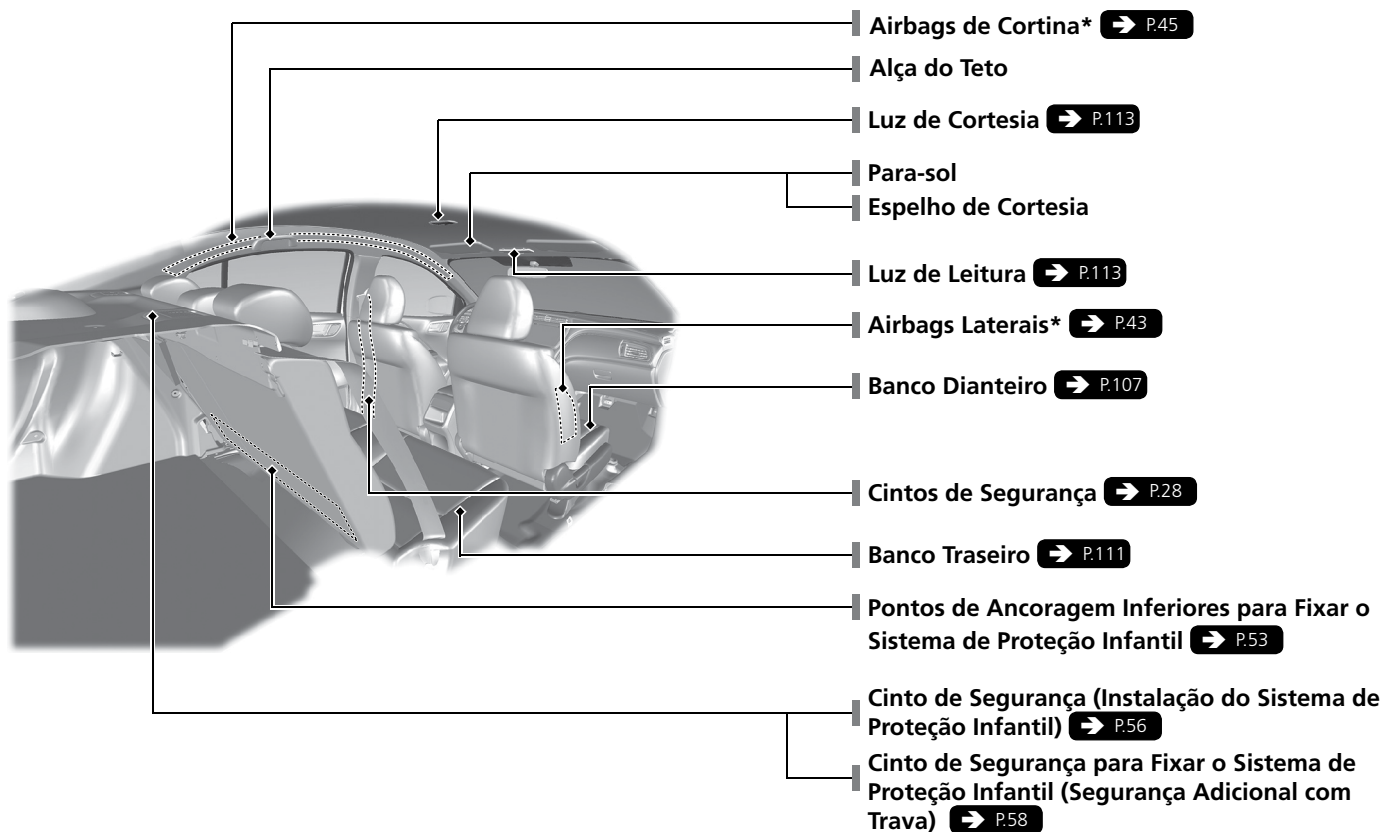 Airbags de Cortina* ➔ P.45
Alça do Teto
Luz de Cortesia ➔ P.113
Para-sol
Espelho de Cortesia
Luz de Leitura ➔ P.113
Airbags Laterais* ➔ P.43
Banco Dianteiro ➔ P.107
Cintos de Segurança ➔ P.28
Banco Traseiro ➔ P.111
Pontos de Ancoragem Inferiores para Fixar o
Sistema de Proteção Infantil ➔ P.53
Cinto de Segurança (Instalação do Sistema de
Proteção Infantil) ➔ P.56
Cinto de Segurança para Fixar o Sistema de
Proteção Infantil (Segurança Adicional com
Trava) ➔ P.58